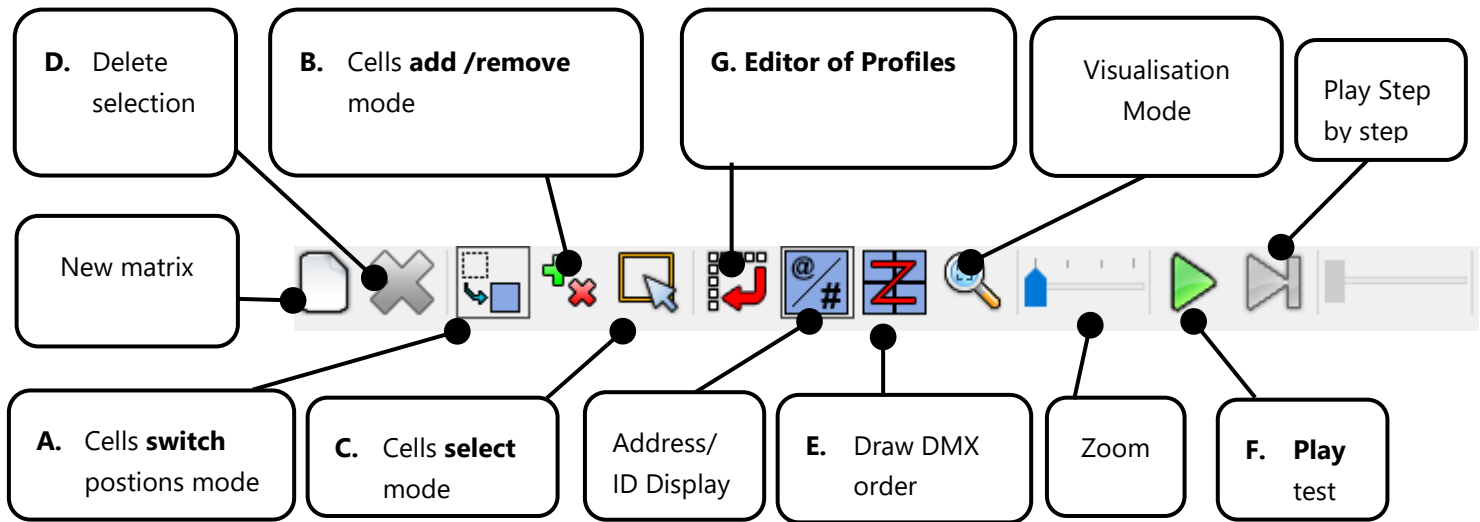 D. Delete
selection
B. Cells add /remove
mode
G. Editor of Profiles
Visualisation
Mode
Play Step
by step
New matrix
@
#
A. Cells switch
postions mode
C. Cells select
mode
Address/
ID Display
E. Draw DMX
order
Zoom
F. Play
test